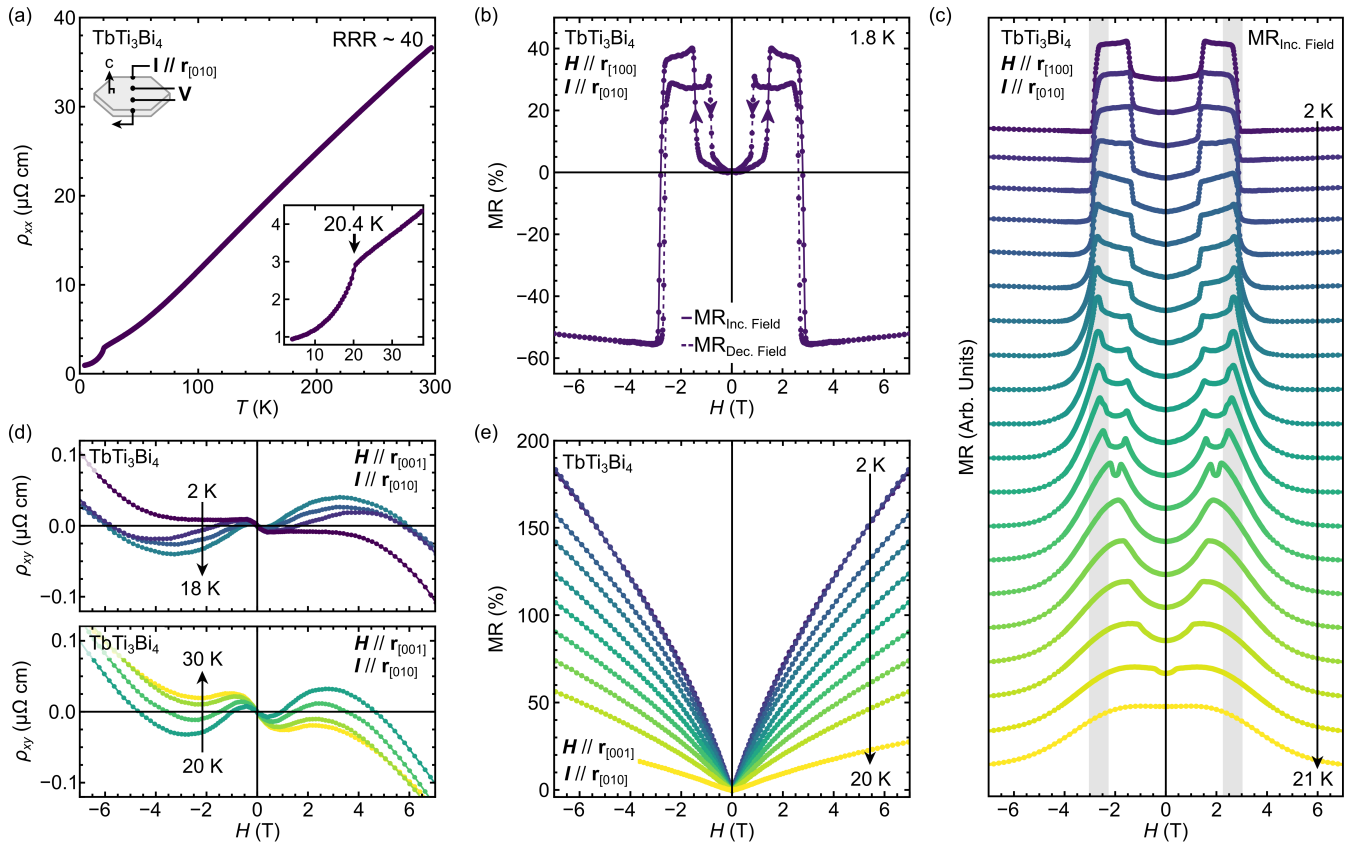 (a)
TbTi₃Bi₄
RRR ~ 40
c
I // r[010]
V
40
30
20
10
0
ρxx (μΩ cm)
0
100
200
300
T (K)
20.4 K
4
3
2
1
10
20
30
(b)
TbTi₃Bi₄
1.8 K
H // r[100]
I // r[010]
40
20
0
−20
−40
−60
MR (%)
MRInc. Field
MRDec. Field
−6
−4
−2
0
2
4
6
H (T)
(c)
TbTi₃Bi₄
MRInc. Field
H // r[100]
I // r[010]
2 K
21 K
MR (Arb. Units)
−6
−4
−2
0
2
4
6
H (T)
(d)
TbTi₃Bi₄
H // r[001]
I // r[010]
2 K
18 K
0.1
0.0
−0.1
ρxy (μΩ cm)
TbTi₃Bi₄
H // r[001]
I // r[010]
30 K
20 K
0.1
0.0
−0.1
ρxy (μΩ cm)
−6
−4
−2
0
2
4
6
H (T)
(e)
TbTi₃Bi₄
2 K
20 K
H // r[001]
I // r[010]
200
150
100
50
0
MR (%)
−6
−4
−2
0
2
4
6
H (T)